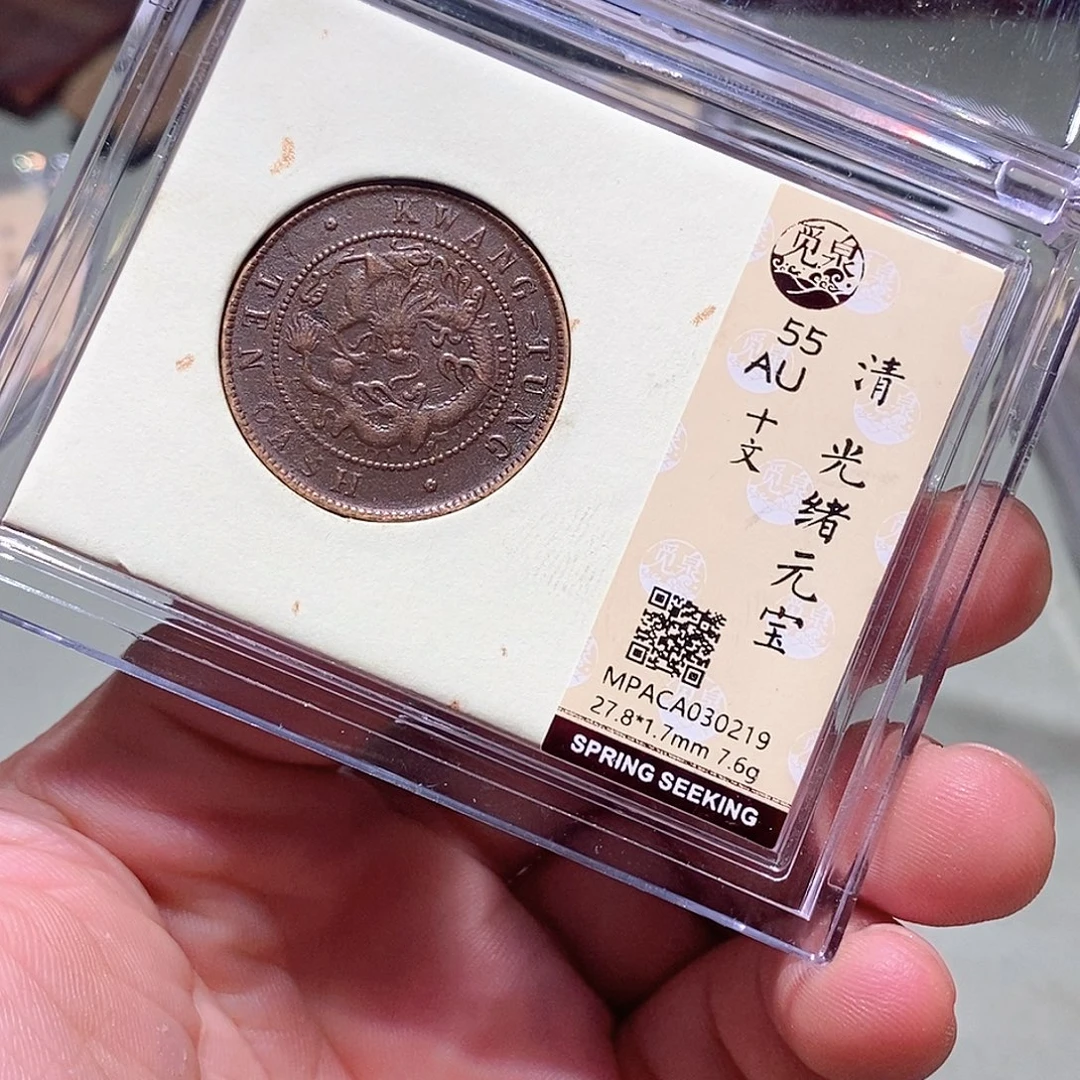 KWANG-TUNG
TEN CASH
觅泉
55
AU
十文
清 光绪元宝
MPACA030219
27.8*1.7mm 7.6g
SPRING SEEKING